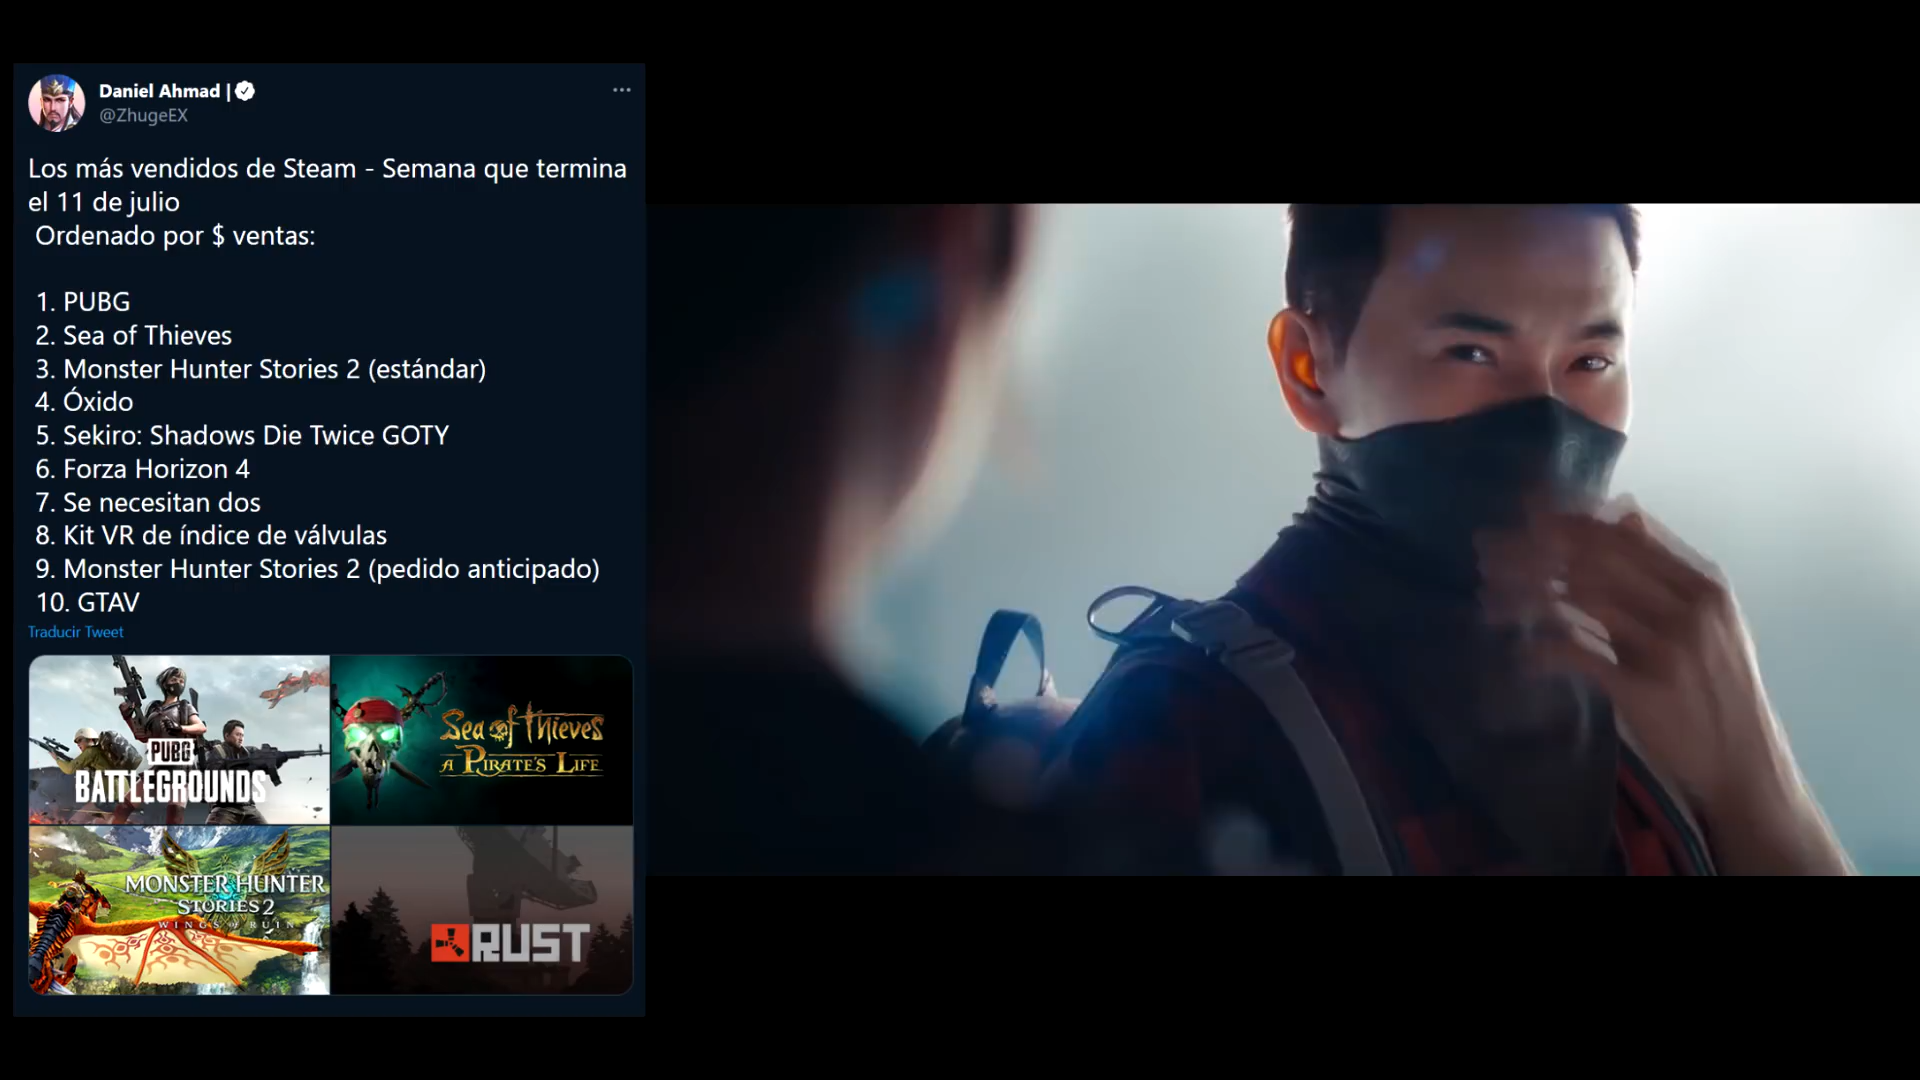 Daniel Ahmad |
@ZhugeEX
Los más vendidos de Steam - Semana que termina
el 11 de julio
Ordenado por $ ventas:
1. PUBG
2. Sea of Thieves
3. Monster Hunter Stories 2 (estándar)
4. Óxido
5. Sekiro: Shadows Die Twice GOTY
6. Forza Horizon 4
7. Se necesitan dos
8. Kit VR de índice de válvulas
9. Monster Hunter Stories 2 (pedido anticipado)
10. GTAV
Traducir Tweet
PUBG
BATTLEGROUNDS
Sea of Thieves
A PIRATE'S LIFE
MONSTER HUNTER
STORIES 2
WINGS OF RUIN
RUST